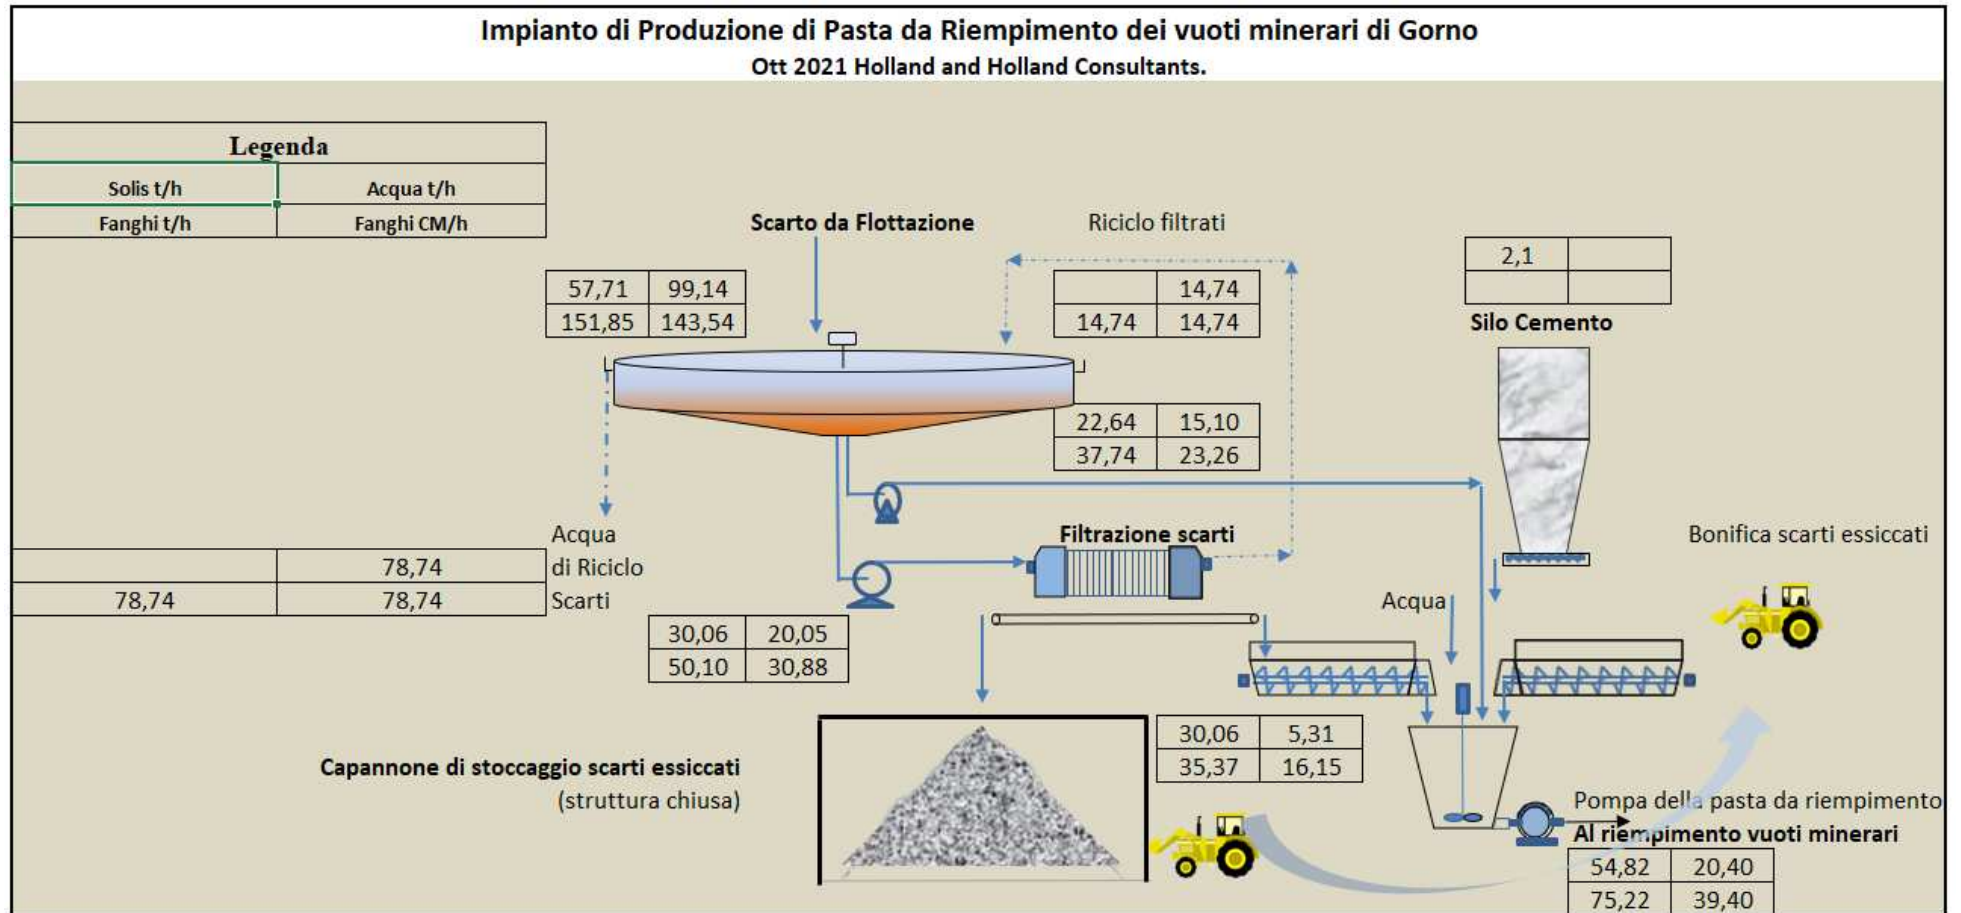 Impianto di Produzione di Pasta da Riempimento dei vuoti minerari di Gorno
Ott 2021 Holland and Holland Consultants.
Legenda
Solis t/h Acqua t/h
Fanghi t/h Fanghi CM/h
Scarto da Flottazione
Riciclo filtrati
57,71 99,14
151,85 143,54
14,74
14,74 14,74
2,1
Silo Cemento
22,64 15,10
37,74 23,26
Acqua
di Riciclo
Scarti
78,74
78,74 78,74
Filtrazione scarti
Bonifica scarti essiccati
Acqua
30,06 20,05
50,10 30,88
30,06 5,31
35,37 16,15
Capannone di stoccaggio scarti essiccati
(struttura chiusa)
Pompa della pasta da riempimento
Al riempimento vuoti minerari
54,82 20,40
75,22 39,40